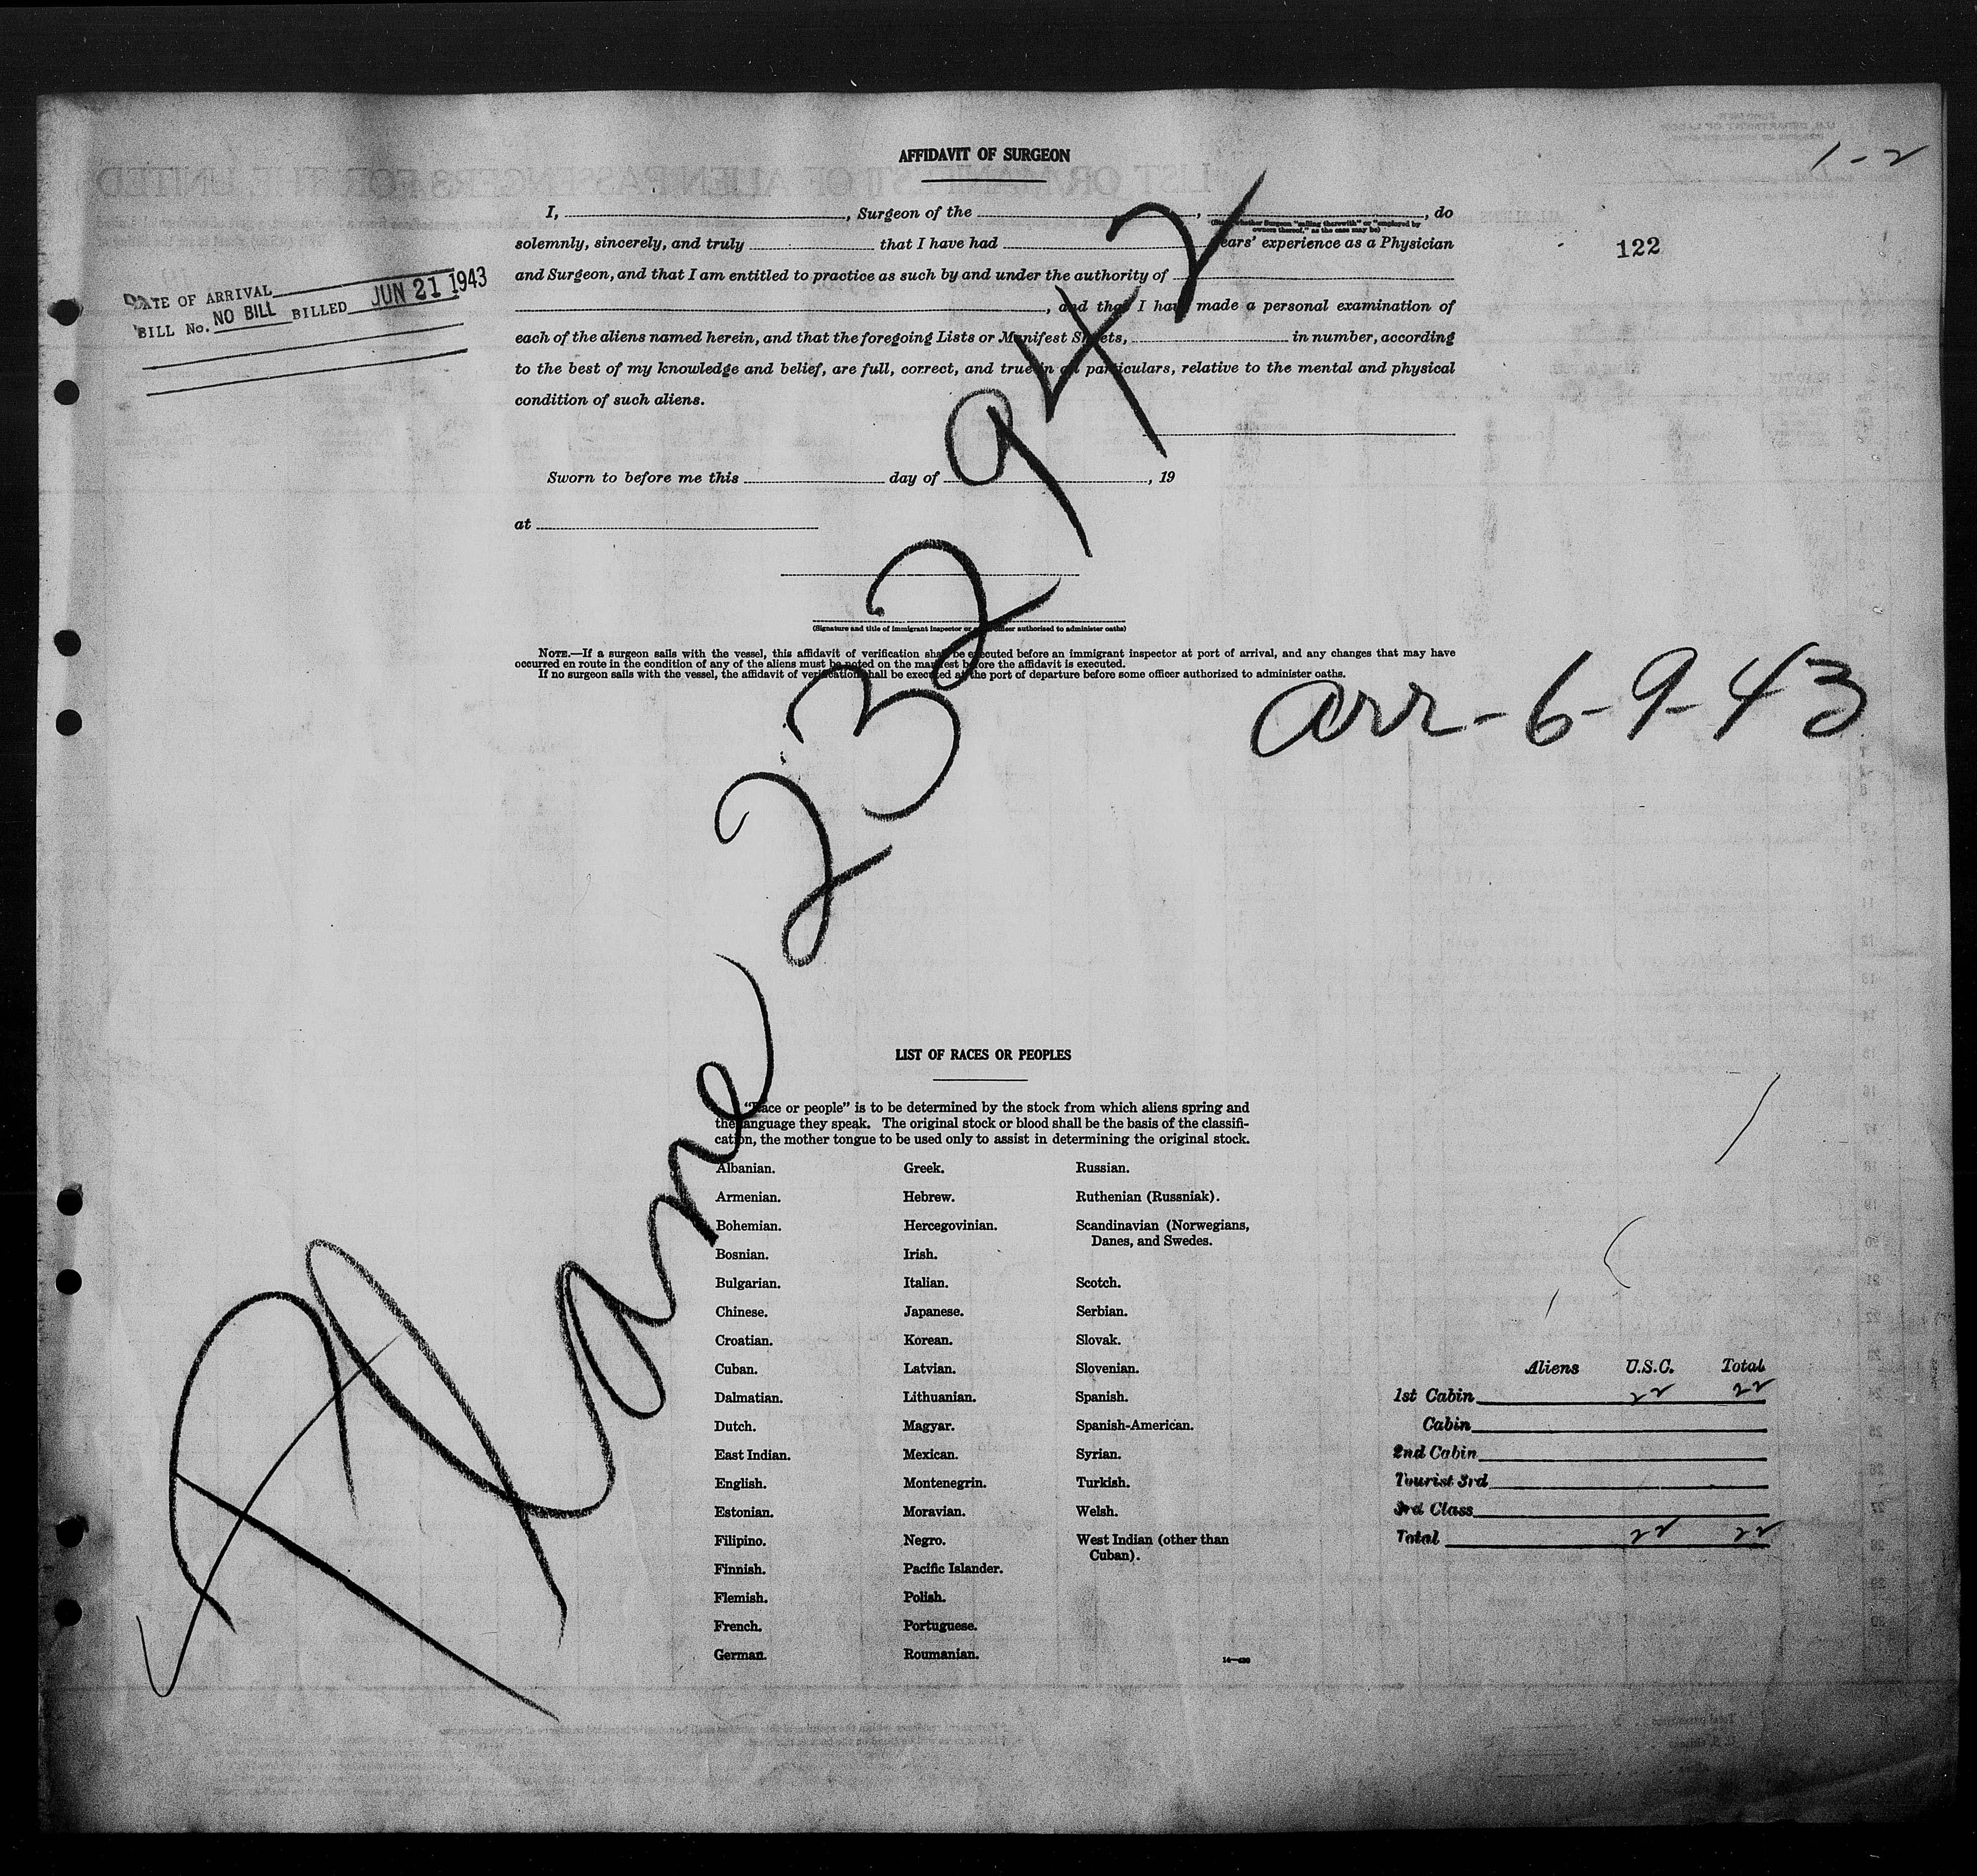 1-2
122
AFFIDAVIT OF SURGEON
I, , Surgeon of the , , do
(State whether Surgeon "sailing therewith" or "employed by
owners thereof," as the case may be)
solemnly, sincerely, and truly that I have had years' experience as a Physician
and Surgeon, and that I am entitled to practice as such by and under the authority of
, and that I have made a personal examination of
each of the aliens named herein, and that the foregoing Lists or Manifest Sheets, in number, according
to the best of my knowledge and belief, are full, correct, and true in all particulars, relative to the mental and physical
condition of such aliens.
Sworn to before me this day of , 19
at
(Signature and title of immigrant inspector or other officer authorized to administer oaths)
NOTE.—If a surgeon sails with the vessel, this affidavit of verification shall be executed before an immigrant inspector at port of arrival, and any changes that may have
occurred en route in the condition of any of the aliens must be noted on the manifest before the affidavit is executed.
If no surgeon sails with the vessel, the affidavit of verification shall be executed at the port of departure before some officer authorized to administer oaths.
DATE OF ARRIVAL
BILL No. NO BILL BILLED JUN 21 1943
Plane 232942
arr-6-9-43
LIST OF RACES OR PEOPLES
"Race or people" is to be determined by the stock from which aliens spring and
the language they speak. The original stock or blood shall be the basis of the classifi-
cation, the mother tongue to be used only to assist in determining the original stock.
Albanian.
Armenian.
Bohemian.
Bosnian.
Bulgarian.
Chinese.
Croatian.
Cuban.
Dalmatian.
Dutch.
East Indian.
English.
Estonian.
Filipino.
Finnish.
Flemish.
French.
German.
Greek.
Hebrew.
Hercegovinian.
Irish.
Italian.
Japanese.
Korean.
Latvian.
Lithuanian.
Magyar.
Mexican.
Montenegrin.
Moravian.
Negro.
Pacific Islander.
Polish.
Portuguese.
Roumanian.
Russian.
Ruthenian (Russniak).
Scandinavian (Norwegians,
Danes, and Swedes.
Scotch.
Serbian.
Slovak.
Slovenian.
Spanish.
Spanish-American.
Syrian.
Turkish.
Welsh.
West Indian (other than
Cuban).
Aliens U.S.C. Total
1st Cabin 22 22
Cabin
2nd Cabin
Tourist 3rd
3rd Class
Total 22 22